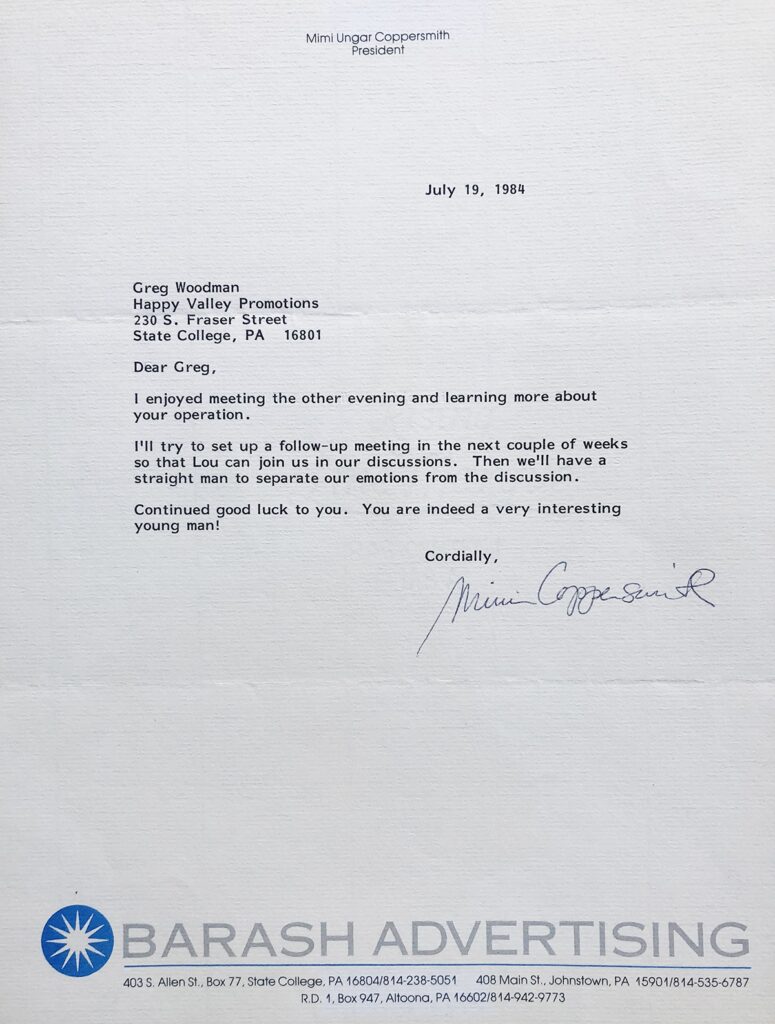 Mimi Ungar Coppersmith
President
July 19, 1984
Greg Woodman
Happy Valley Promotions
230 S. Fraser Street
State College, PA 16801
Dear Greg,
I enjoyed meeting the other evening and learning more about
your operation.
I'll try to set up a follow-up meeting in the next couple of weeks
so that Lou can join us in our discussions. Then we'll have a
straight man to separate our emotions from the discussion.
Continued good luck to you. You are indeed a very interesting
young man!
Cordially,
Mimi Coppersmith
BARASH ADVERTISING
403 S. Allen St., Box 77, State College, PA 16804/814-238-5051 408 Main St., Johnstown, PA 15901/814-535-6787
R.D. 1, Box 947, Altoona, PA 16602/814-942-9773